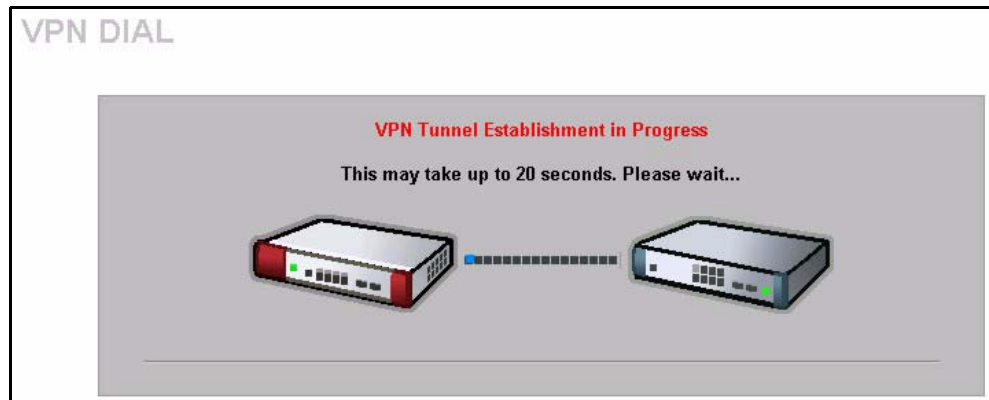 VPN DIAL
VPN Tunnel Establishment in Progress
This may take up to 20 seconds. Please wait...